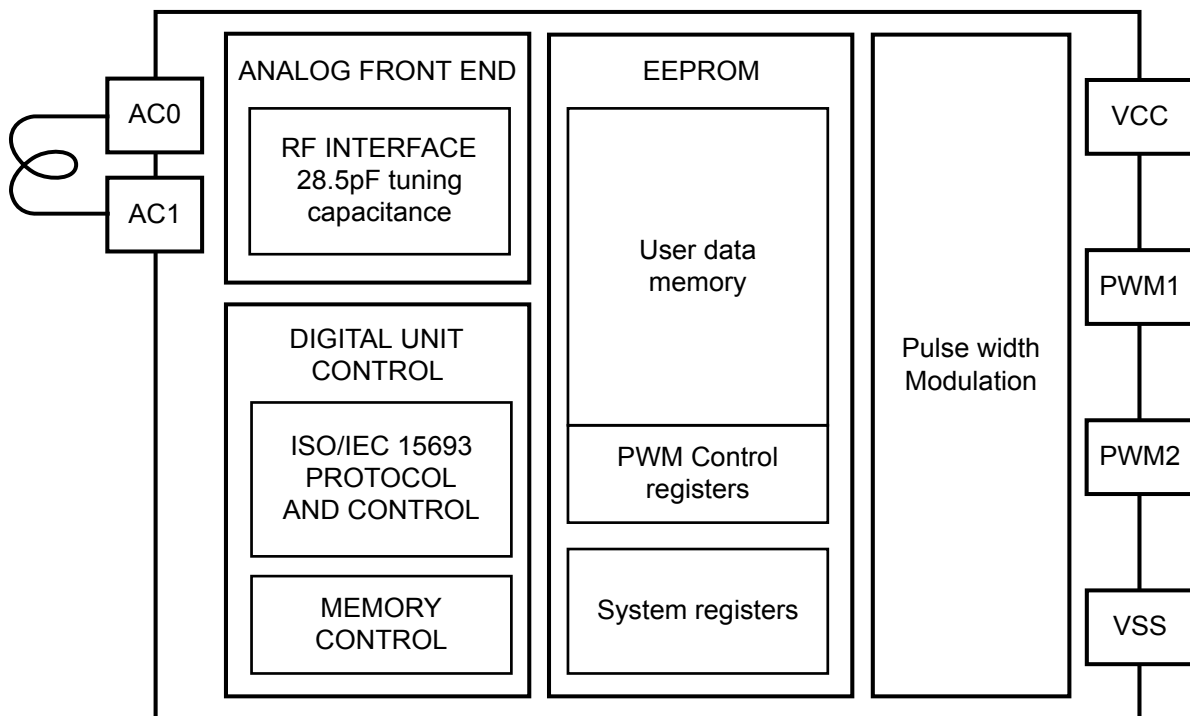 AC0
AC1
ANALOG FRONT END
RF INTERFACE
28.5pF tuning
capacitance
DIGITAL UNIT
CONTROL
ISO/IEC 15693
PROTOCOL
AND CONTROL
MEMORY
CONTROL
EEPROM
User data
memory
PWM Control
registers
System registers
Pulse width
Modulation
VCC
PWM1
PWM2
VSS